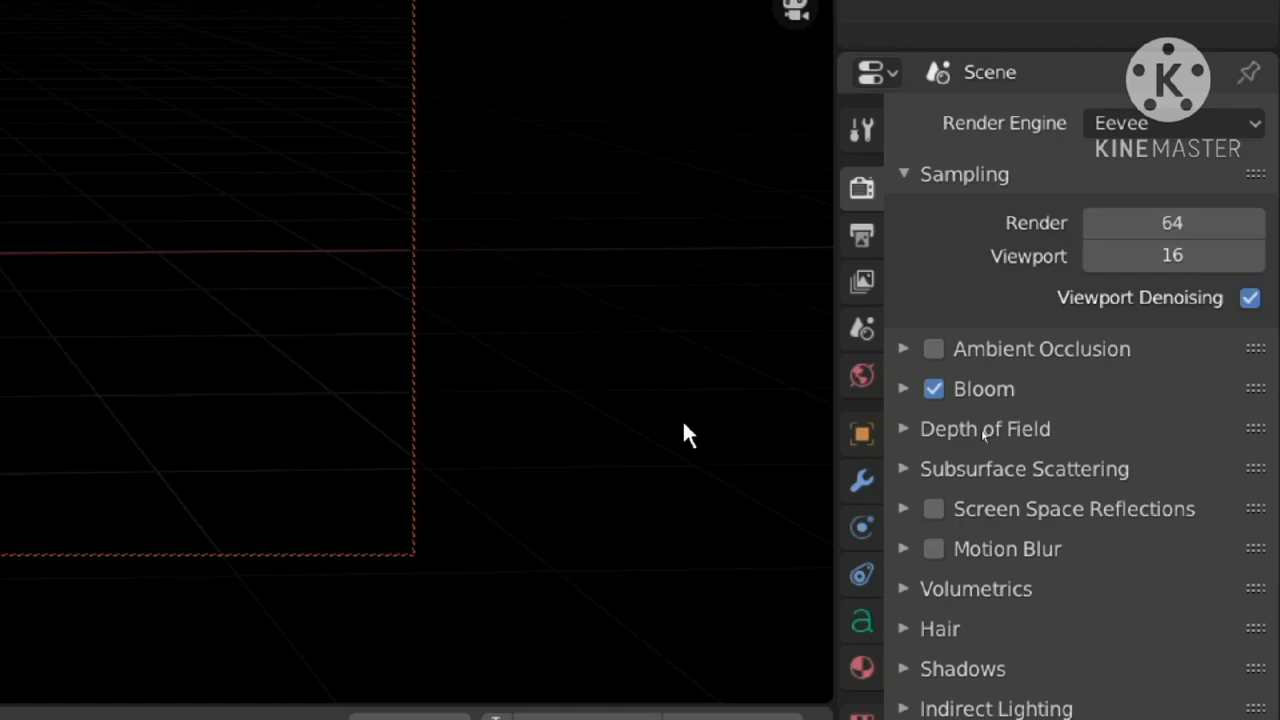 Scene
K
Render Engine Eevee
KINEMASTER
Sampling
Render 64
Viewport 16
Viewport Denoising
Ambient Occlusion
Bloom
Depth of Field
Subsurface Scattering
Screen Space Reflections
Motion Blur
Volumetrics
Hair
Shadows
Indirect Lighting